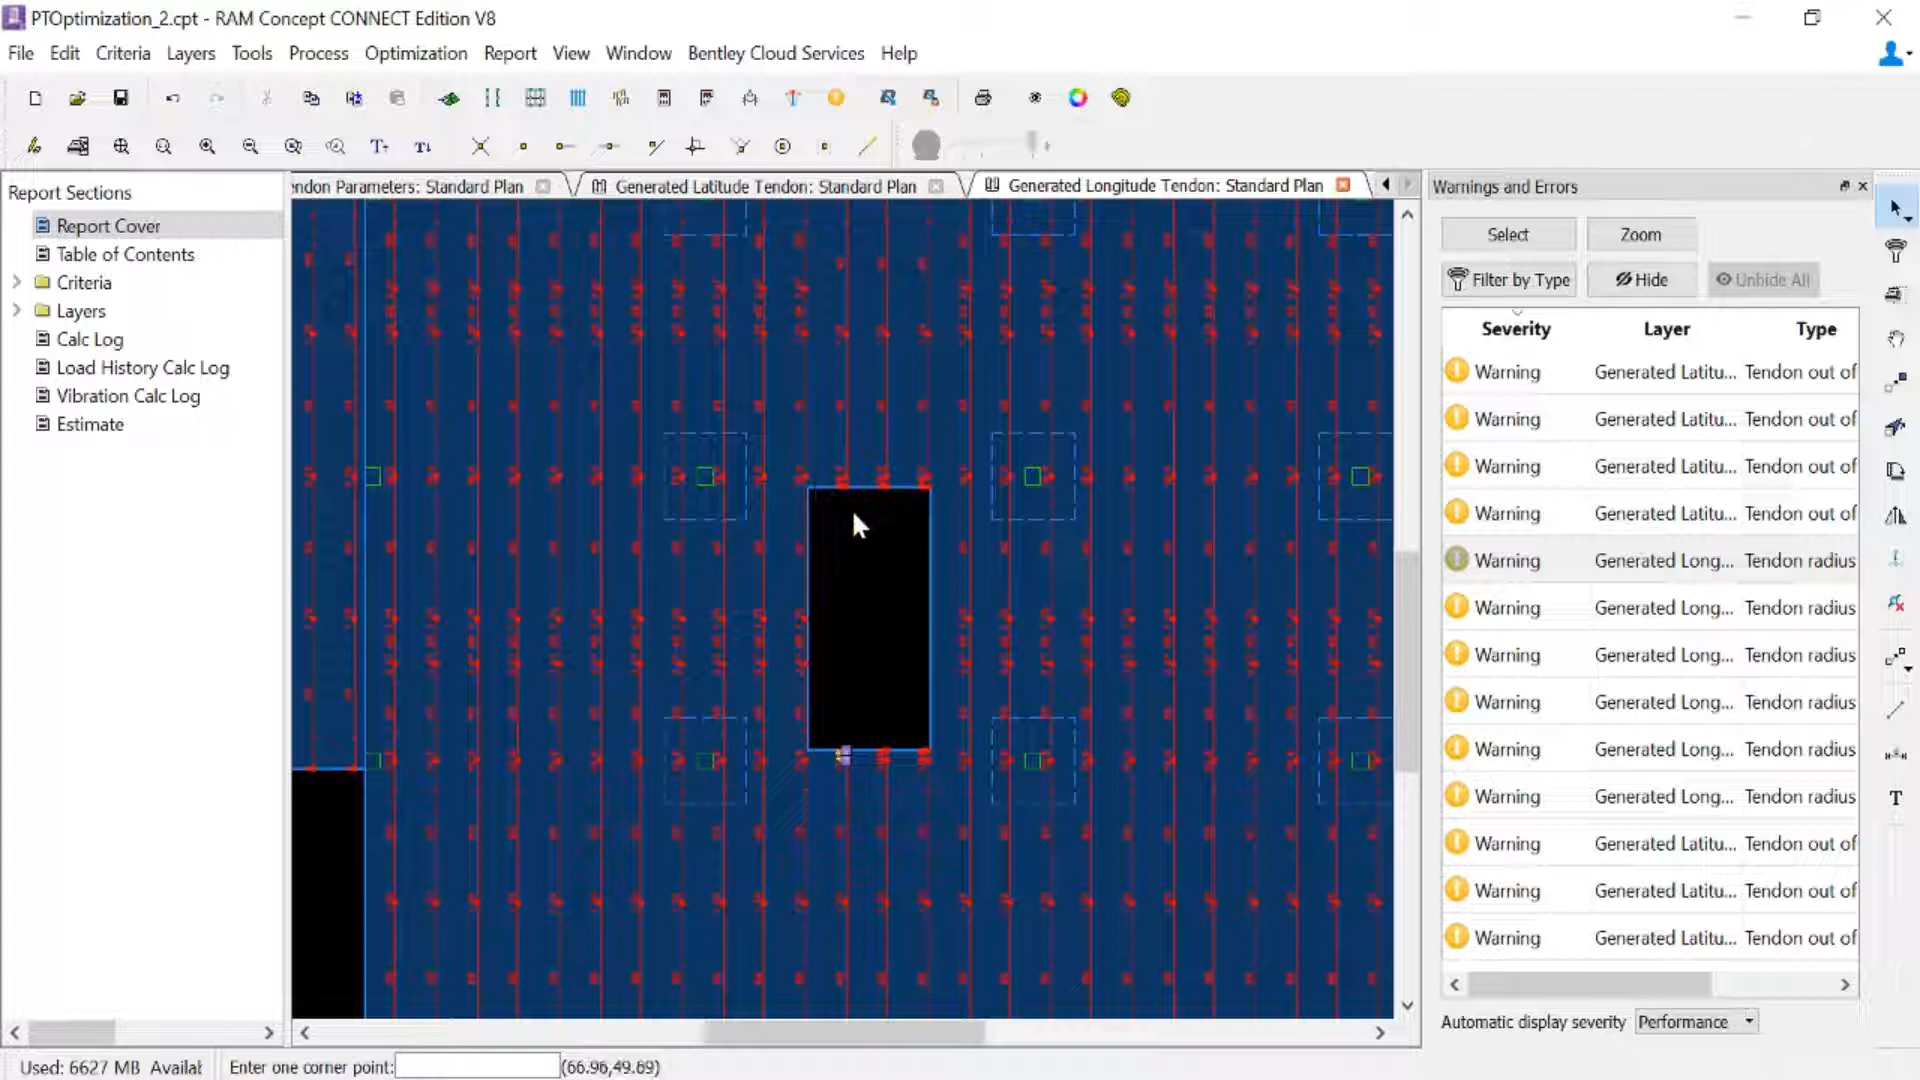 PTOptimization_2.cpt - RAM Concept CONNECT Edition V8
File Edit Criteria Layers Tools Process Optimization Report View Window Bentley Cloud Services Help
Report Sections
Report Cover
Table of Contents
Criteria
Layers
Calc Log
Load History Calc Log
Vibration Calc Log
Estimate
endon Parameters: Standard Plan
Generated Latitude Tendon: Standard Plan
Generated Longitude Tendon: Standard Plan
Warnings and Errors
Select Zoom
Filter by Type Hide Unhide All
Severity Layer Type
Warning Generated Latitu... Tendon out of
Warning Generated Latitu... Tendon out of
Warning Generated Latitu... Tendon out of
Warning Generated Latitu... Tendon out of
Warning Generated Long... Tendon radius
Warning Generated Long... Tendon radius
Warning Generated Long... Tendon radius
Warning Generated Long... Tendon radius
Warning Generated Long... Tendon radius
Warning Generated Long... Tendon radius
Warning Generated Latitu... Tendon out of
Warning Generated Latitu... Tendon out of
Warning Generated Latitu... Tendon out of
Automatic display severity Performance
Used: 6627 MB Availal
Enter one corner point:
(66.96,49.69)